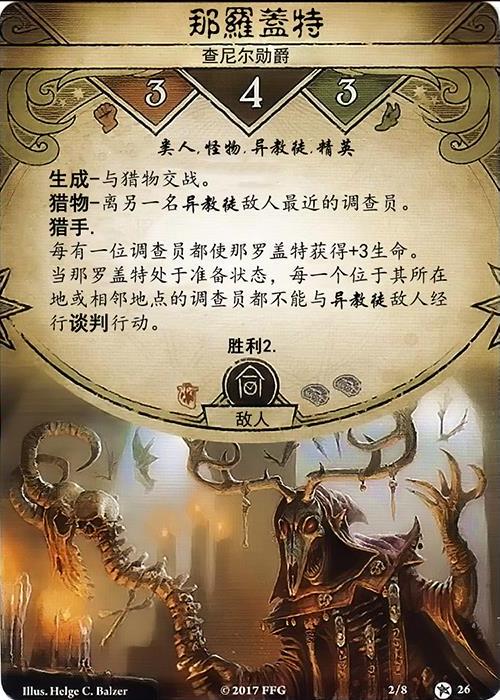 那羅蓋特
查尼尔勋爵
3 4 3
类人.怪物.异教徒.精英
生成-与猎物交战。
猎物-离另一名异教徒敌人最近的调查员。
猎手.
每有一位调查员都使那罗盖特获得+3生命。
当那罗盖特处于准备状态，每一个位于其所在
地或相邻地点的调查员都不能与异教徒敌人经
行谈判行动。
胜利2.
敌人
Illus. Helge C. Balzer © 2017 FFG 2/8 26